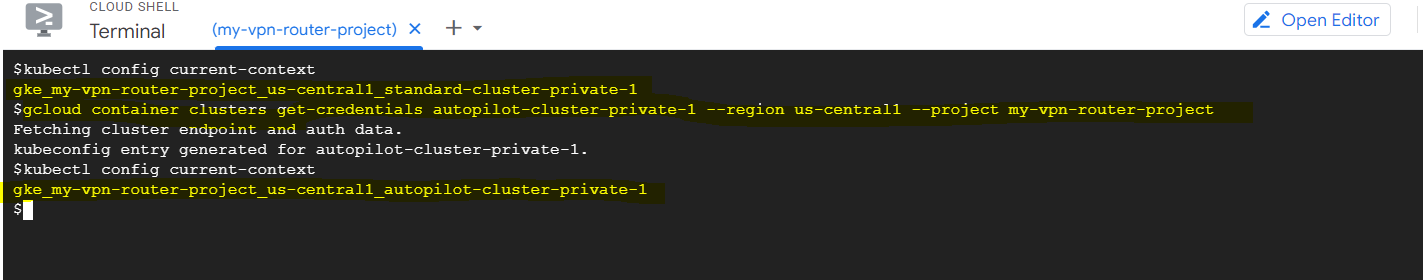 CLOUD SHELL
Terminal
(my-vpn-router-project)
Open Editor
$kubectl config current-context
gke_my-vpn-router-project_us-central1_standard-cluster-private-1
$gcloud container clusters get-credentials autopilot-cluster-private-1 --region us-central1 --project my-vpn-router-project
Fetching cluster endpoint and auth data.
kubeconfig entry generated for autopilot-cluster-private-1.
$kubectl config current-context
gke_my-vpn-router-project_us-central1_autopilot-cluster-private-1
$